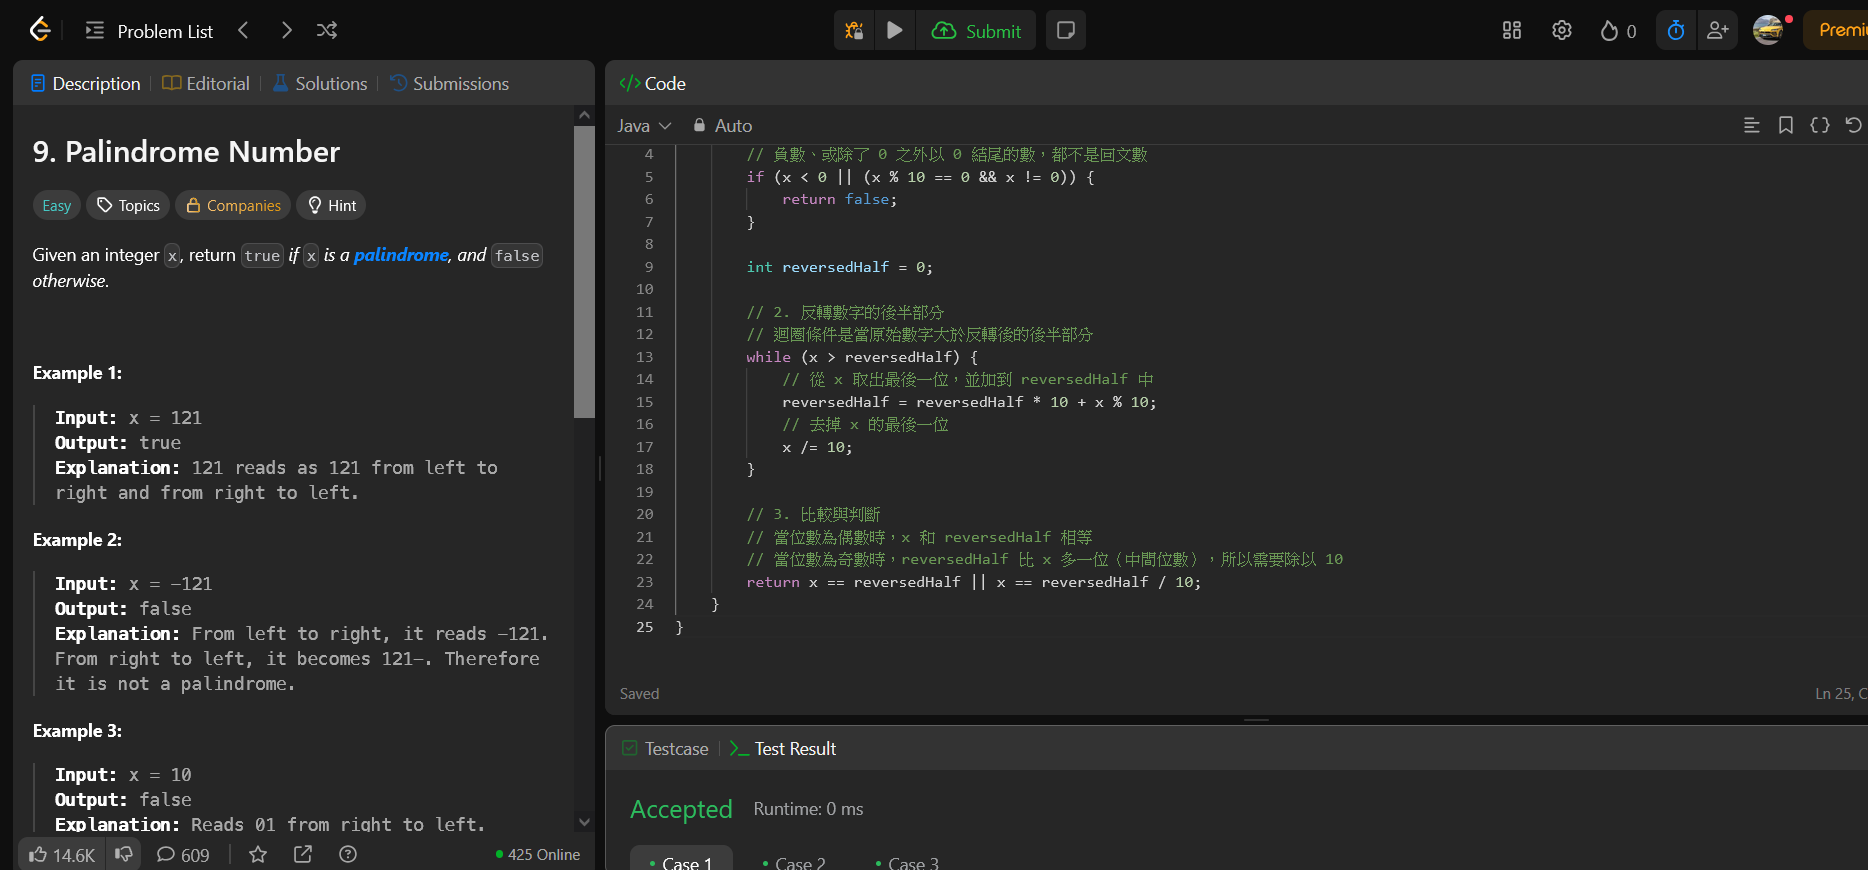 Problem List
Submit
0
Premi
Description
Editorial
Solutions
Submissions
9. Palindrome Number
Easy
Topics
Companies
Hint
Given an integer x, return true if x is a palindrome, and false
otherwise.
Example 1:
Input: x = 121
Output: true
Explanation: 121 reads as 121 from left to
right and from right to left.
Example 2:
Input: x = -121
Output: false
Explanation: From left to right, it reads -121.
From right to left, it becomes 121-. Therefore
it is not a palindrome.
Example 3:
Input: x = 10
Output: false
Explanation: Reads 01 from right to left.
14.6K
609
425 Online
</> Code
Java
Auto
4 // 負數、或除了 0 之外以 0 結尾的數，都不是回文數
5 if (x < 0 || (x % 10 == 0 && x != 0)) {
6 return false;
7 }
8
9 int reversedHalf = 0;
10
11 // 2. 反轉數字的後半部分
12 // 迴圈條件是當原始數字大於反轉後的後半部分
13 while (x > reversedHalf) {
14 // 從 x 取出最後一位，並加到 reversedHalf 中
15 reversedHalf = reversedHalf * 10 + x % 10;
16 // 去掉 x 的最後一位
17 x /= 10;
18 }
19
20 // 3. 比較與判斷
21 // 當位數為偶數時，x 和 reversedHalf 相等
22 // 當位數為奇數時，reversedHalf 比 x 多一位（中間位數），所以需要除以 10
23 return x == reversedHalf || x == reversedHalf / 10;
24 }
25 }
Saved
Ln 25, C
Testcase
Test Result
Accepted
Runtime: 0 ms
Case 1
Case 2
Case 3